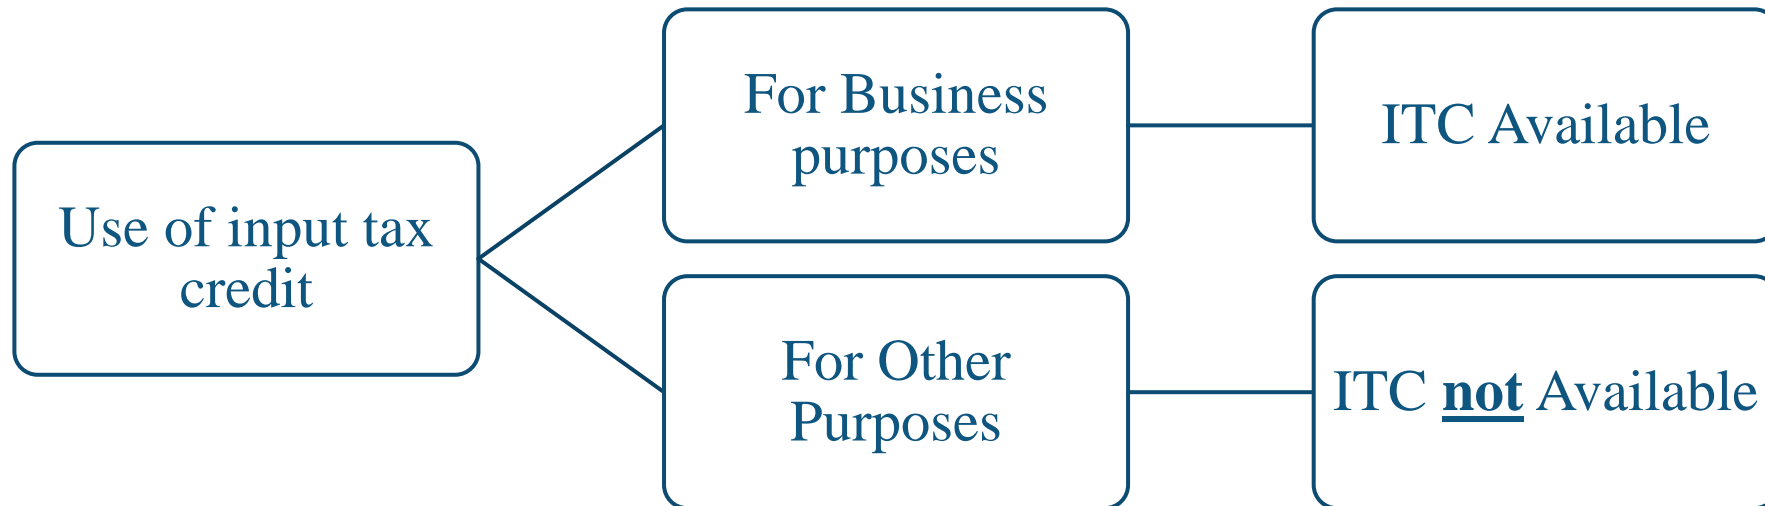 Use of input tax
credit
For Business
purposes
ITC Available
For Other
Purposes
ITC not Available